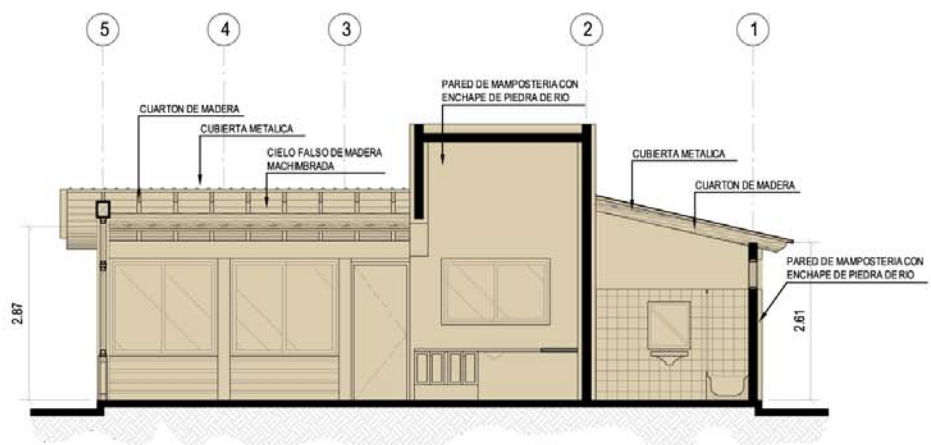 5
4
3
2
1
PARED DE MAMPOSTERIA CON
ENCHAPE DE PIEDRA DE RIO
CUARTON DE MADERA
CUBIERTA METALICA
CIELO FALSO DE MADERA
MACHIMBRADA
CUBIERTA METALICA
CUARTON DE MADERA
PARED DE MAMPOSTERIA CON
ENCHAPE DE PIEDRA DE RIO
2.87
2.61